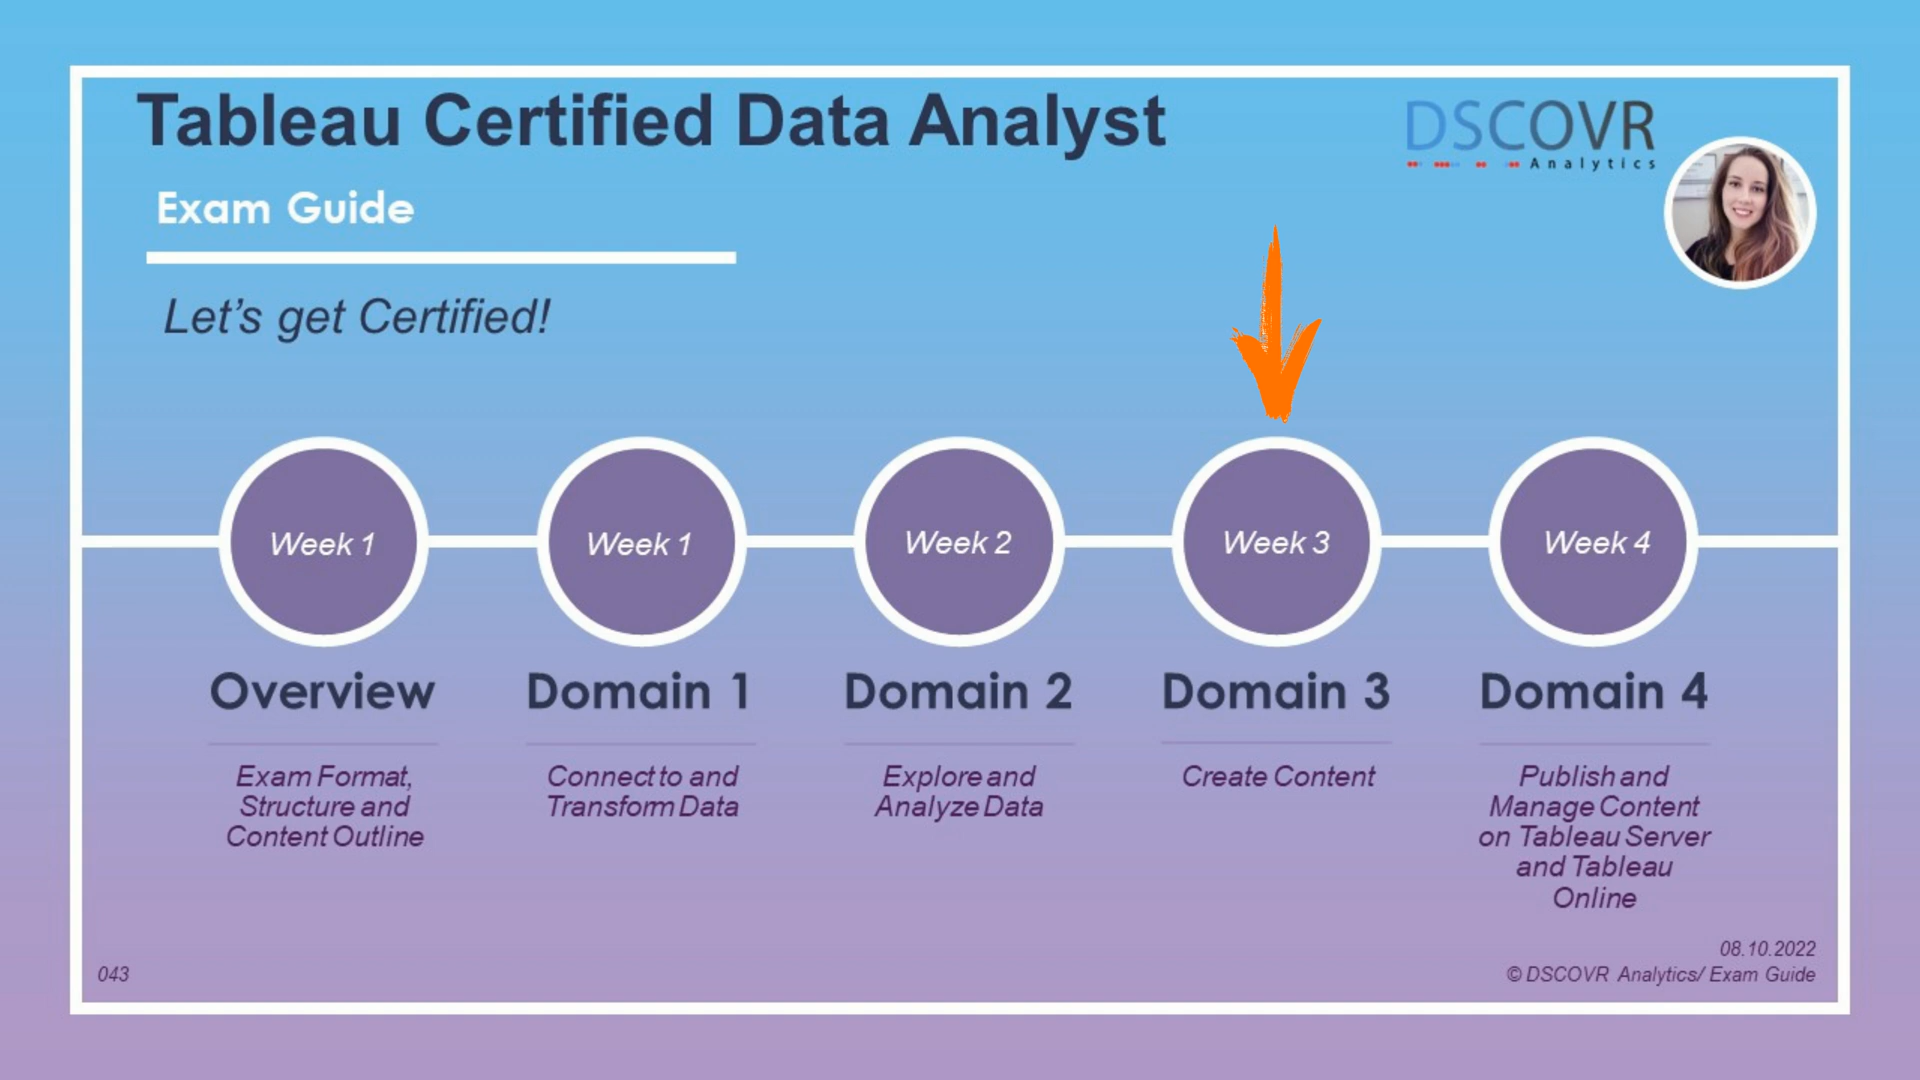 Tableau Certified Data Analyst
DSCOVR
Analytics
Exam Guide
Let's get Certified!
Week 1
Week 1
Week 2
Week 3
Week 4
Overview
Domain 1
Domain 2
Domain 3
Domain 4
Exam Format,
Structure and
Content Outline
Connect to and
Transform Data
Explore and
Analyze Data
Create Content
Publish and
Manage Content
on Tableau Server
and Tableau
Online
08.10.2022
043
© DSCOVR Analytics/ Exam Guide